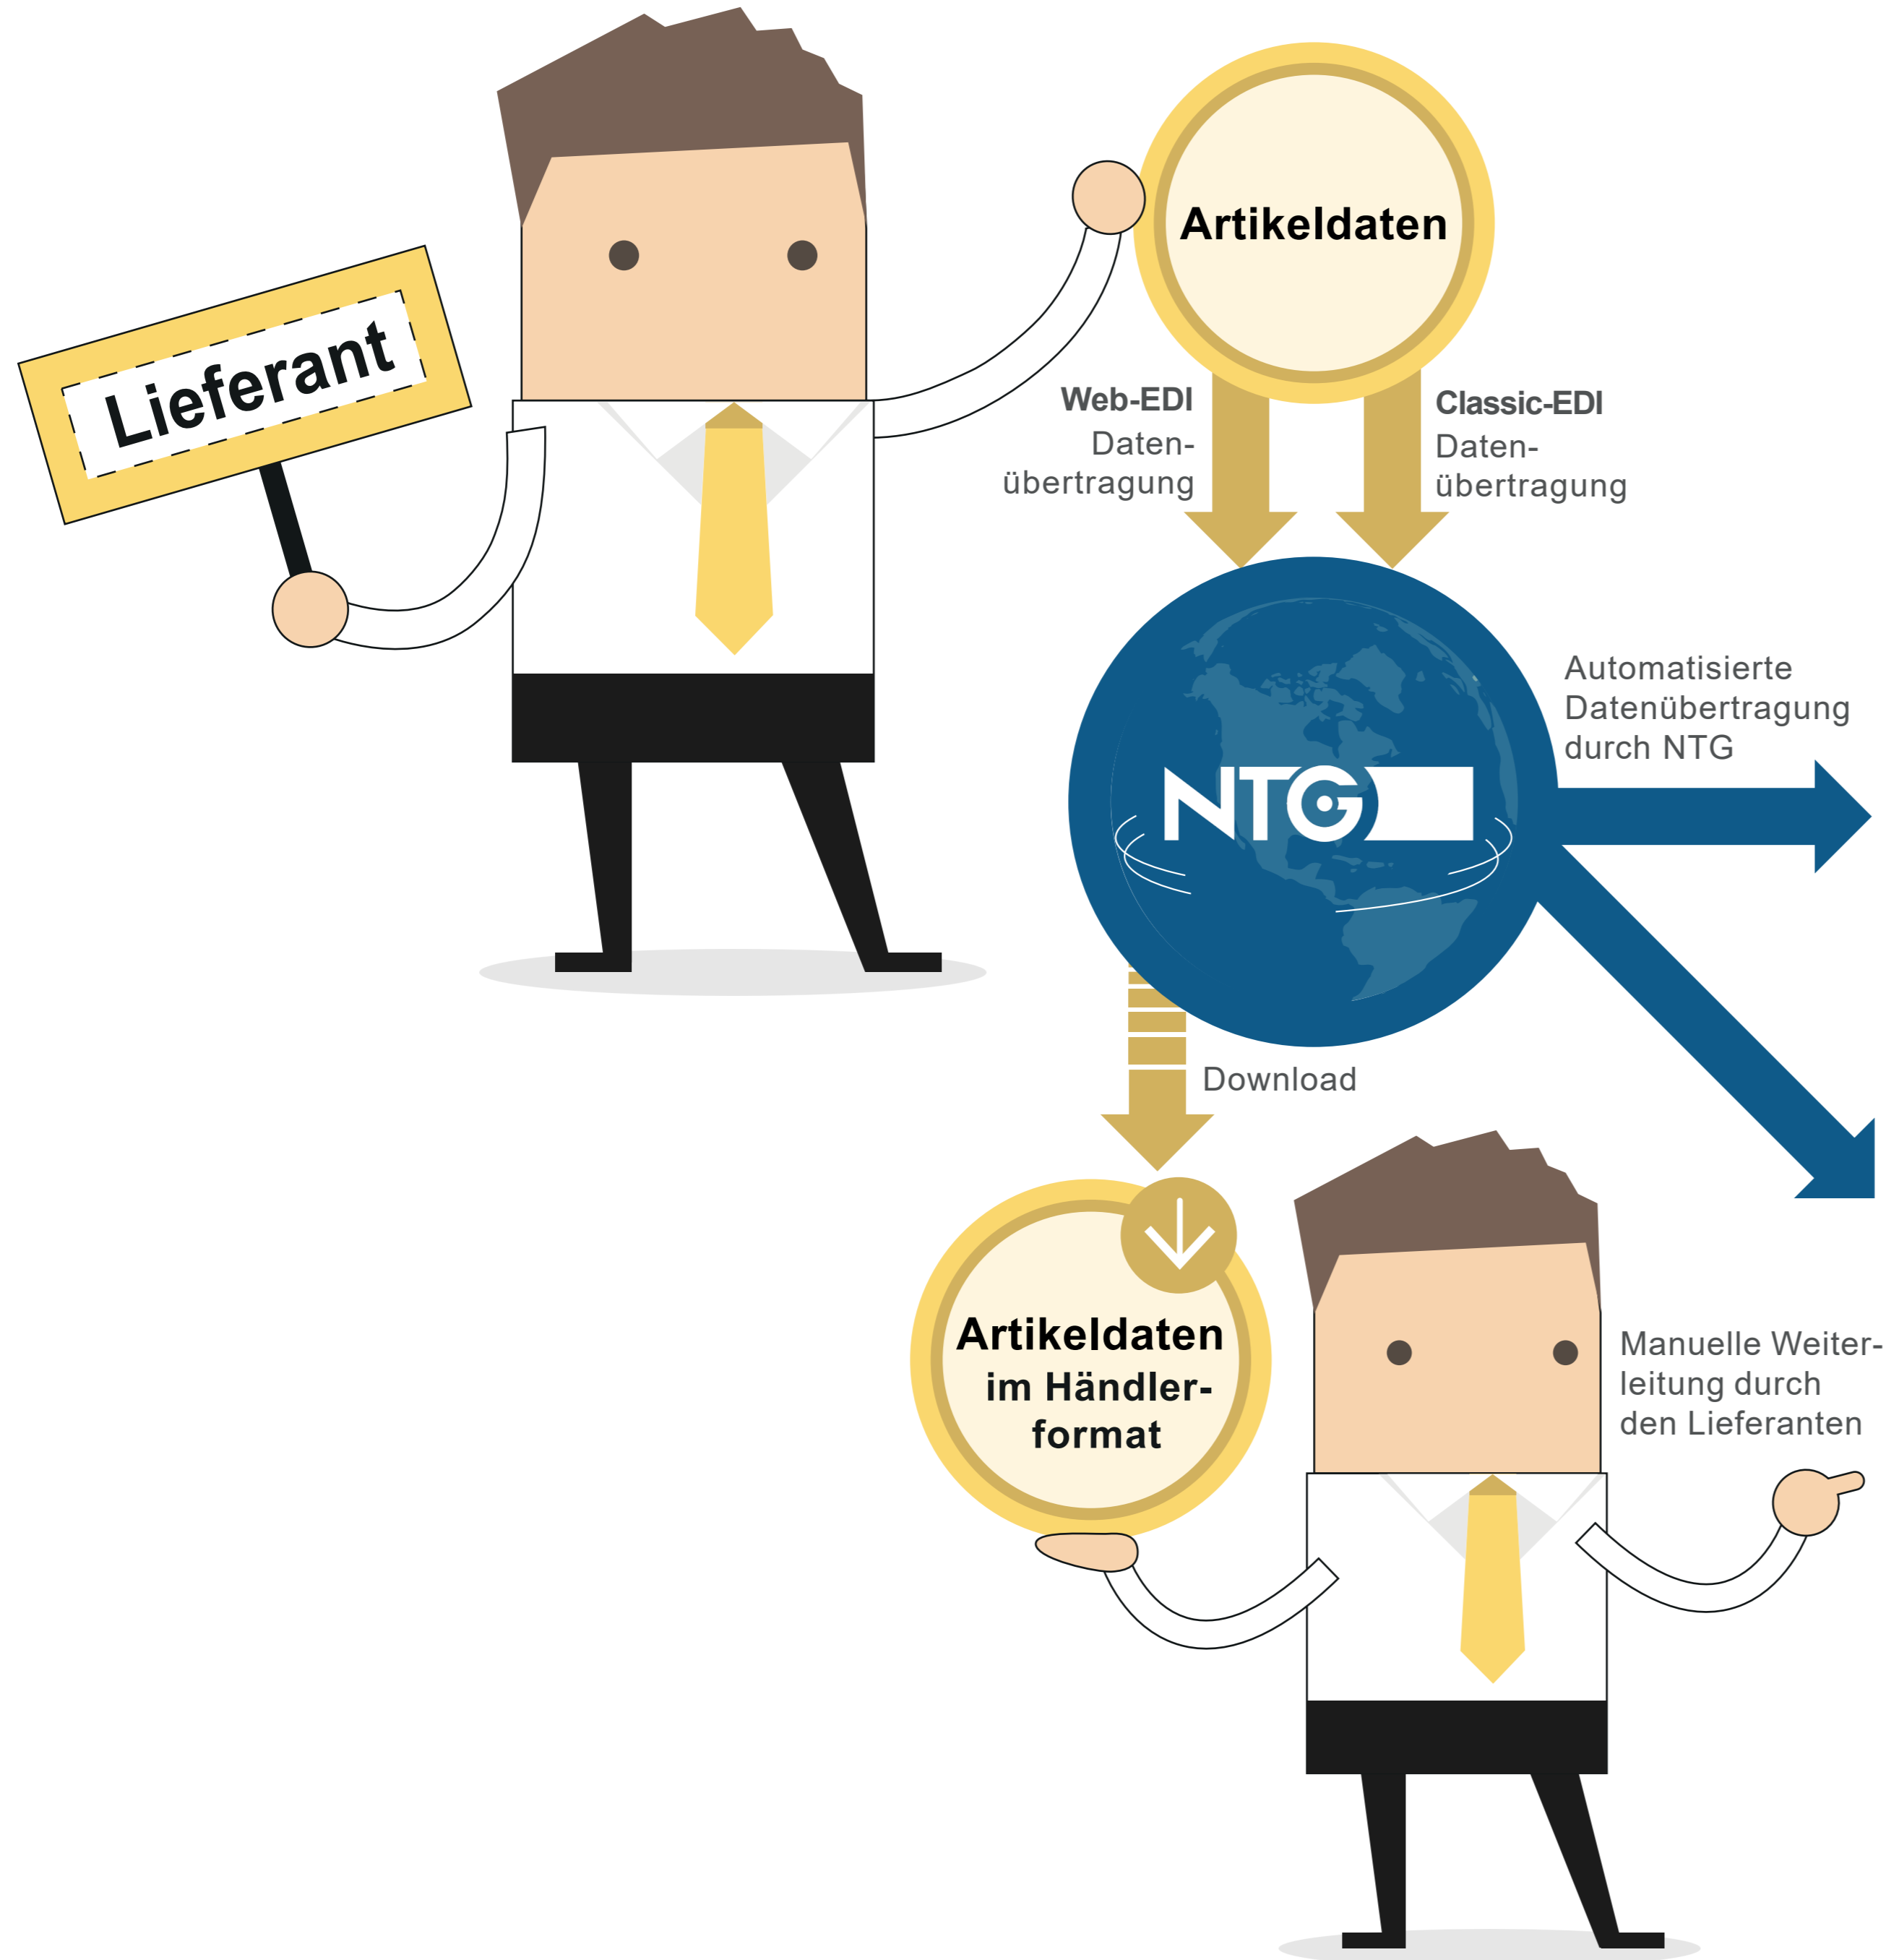 Lieferant
Artikeldaten
Web-EDI
Daten-
übertragung
Classic-EDI
Daten-
übertragung
NTG
Automatisierte
Datenübertragung
durch NTG
Download
Artikeldaten
im Händler-
format
Manuelle Weiter-
leitung durch
den Lieferanten